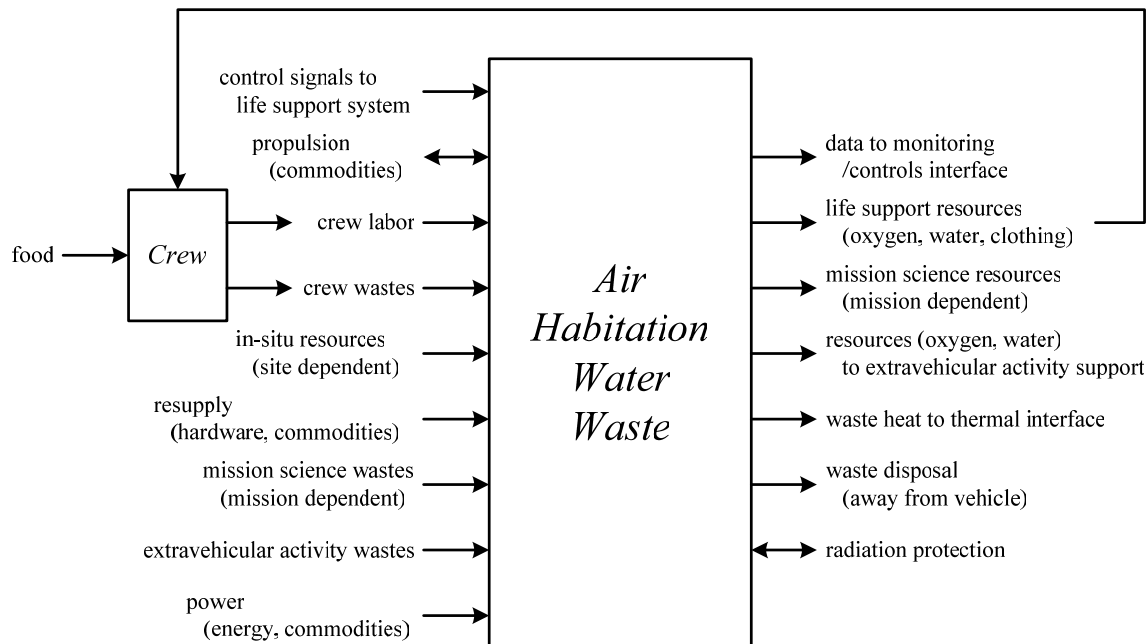 control signals to
life support system
propulsion
(commodities)
food
Crew
crew labor
crew wastes
in-situ resources
(site dependent)
resupply
(hardware, commodities)
mission science wastes
(mission dependent)
extravehicular activity wastes
power
(energy, commodities)
Air
Habitation
Water
Waste
data to monitoring
/controls interface
life support resources
(oxygen, water, clothing)
mission science resources
(mission dependent)
resources (oxygen, water)
to extravehicular activity support
waste heat to thermal interface
waste disposal
(away from vehicle)
radiation protection